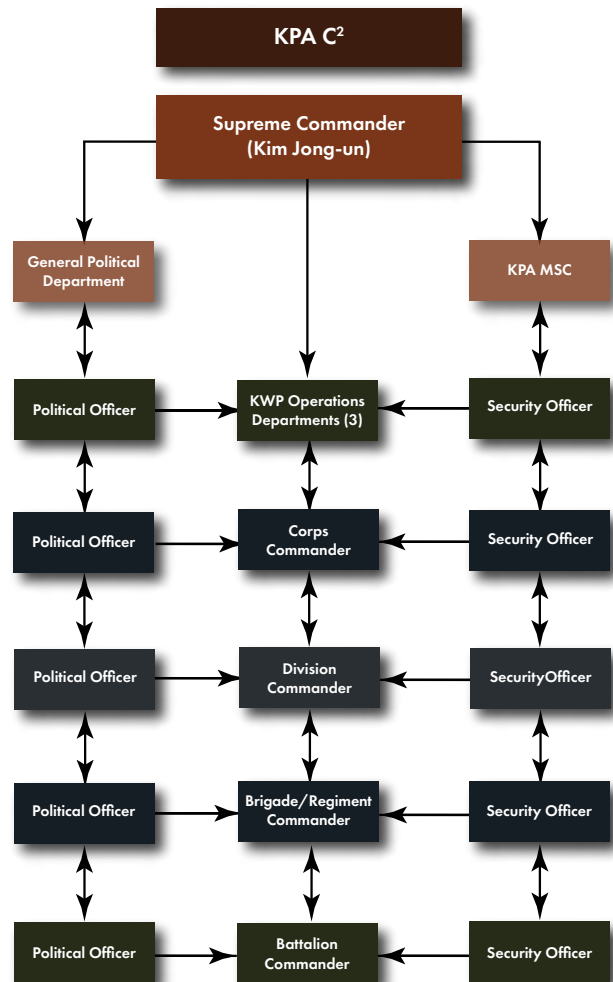 KPA C²
Supreme Commander
(Kim Jong-un)
General Political
Department
KPA MSC
Political Officer
KWP Operations
Departments (3)
Security Officer
Political Officer
Corps
Commander
Security Officer
Political Officer
Division
Commander
SecurityOfficer
Political Officer
Brigade/Regiment
Commander
Security Officer
Political Officer
Battalion
Commander
Security Officer